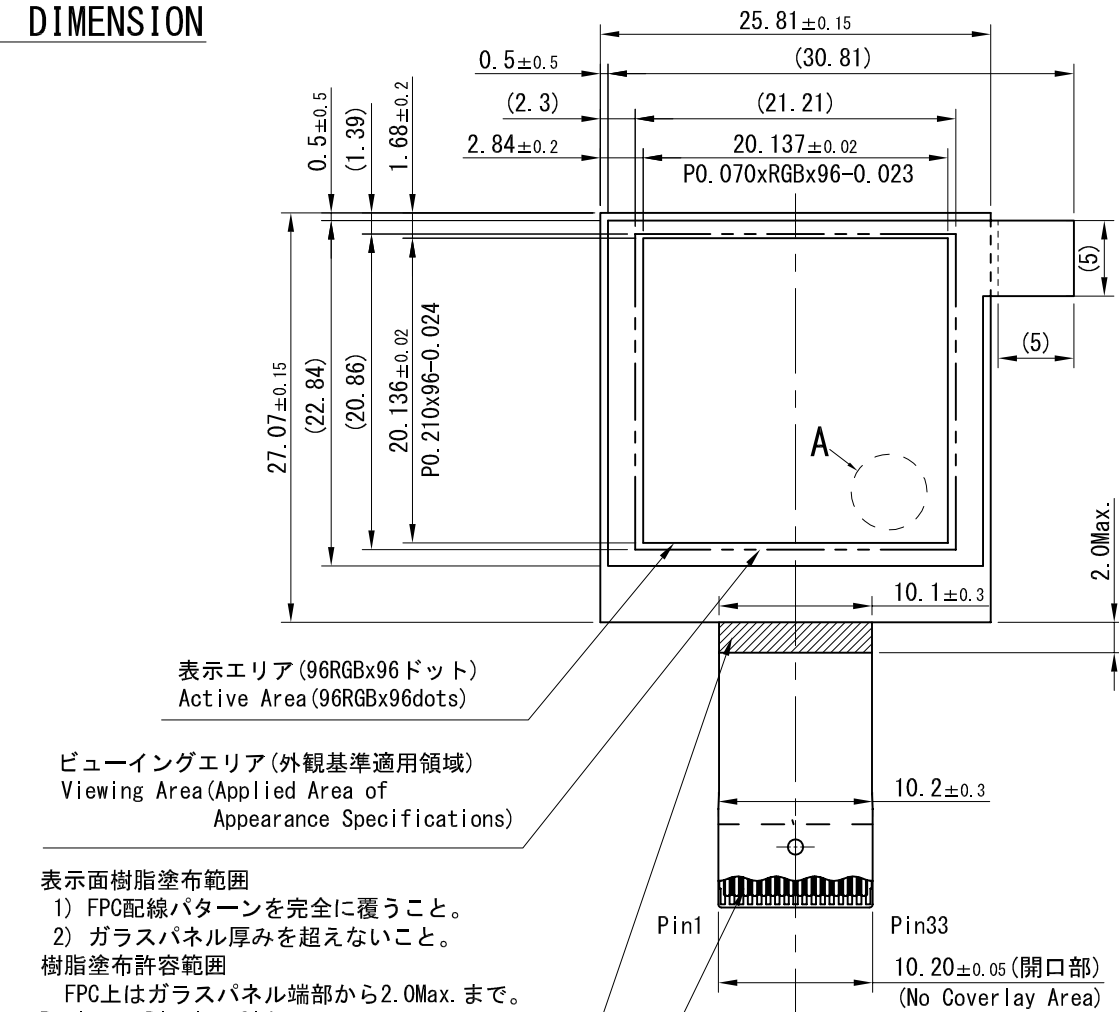 DIMENSION
25.81±0.15
0.5±0.5
(30.81)
(2.3)
(21.21)
2.84±0.2
20.137±0.02
P0.070xRGBx96-0.023
0.5±0.5
(1.39)
1.68±0.2
(5)
(5)
27.07±0.15
(22.84)
(20.86)
20.136±0.02
P0.210x96-0.024
A
2.0Max.
10.1±0.3
表示エリア(96RGBx96ドット)
Active Area(96RGBx96dots)
ビューイングエリア(外観基準適用領域)
Viewing Area(Applied Area of
Appearance Specifications)
10.2±0.3
表示面樹脂塗布範囲
1) FPC配線パターンを完全に覆うこと。
2) ガラスパネル厚みを超えないこと。
樹脂塗布許容範囲
FPC上はガラスパネル端部から2.0Max.まで。
Pin1
Pin33
10.20±0.05(開口部)
(No Coverlay Area)